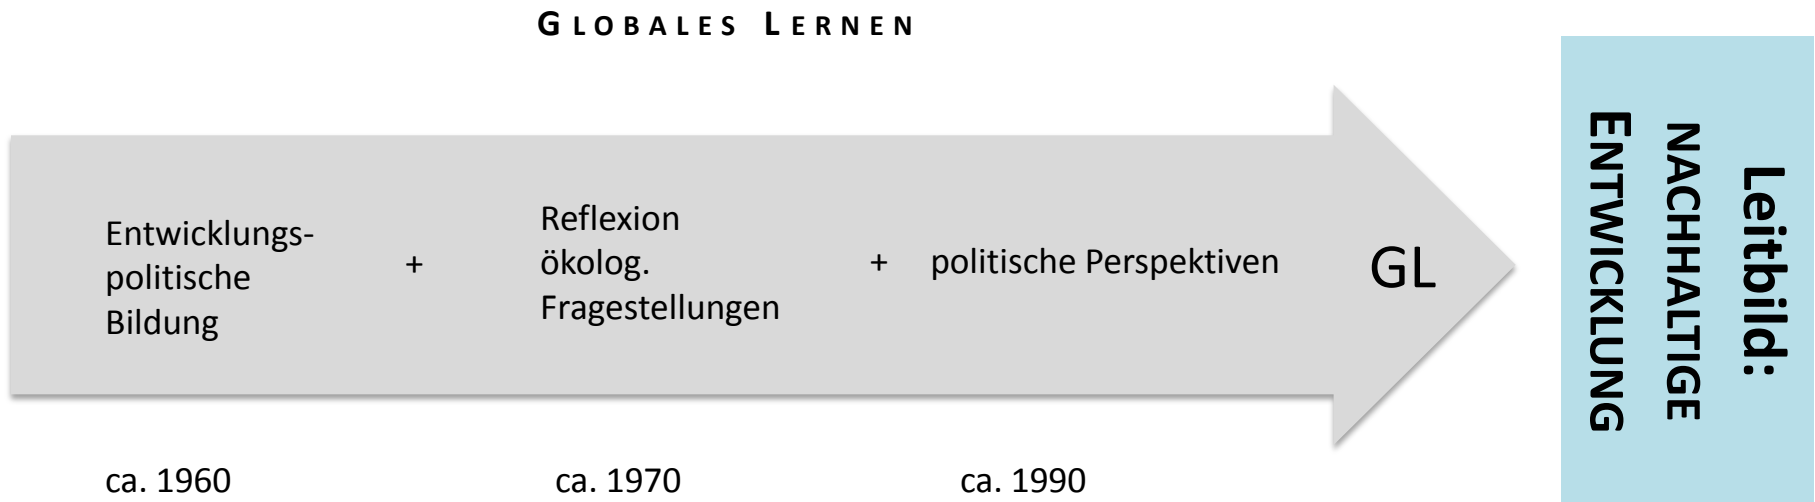 GLOBALES LERNEN
Entwicklungs-
politische
Bildung
+
Reflexion
ökolog.
Fragestellungen
+
politische Perspektiven
GL
ca. 1960
ca. 1970
ca. 1990
Leitbild:
NACHHALTIGE
ENTWICKLUNG